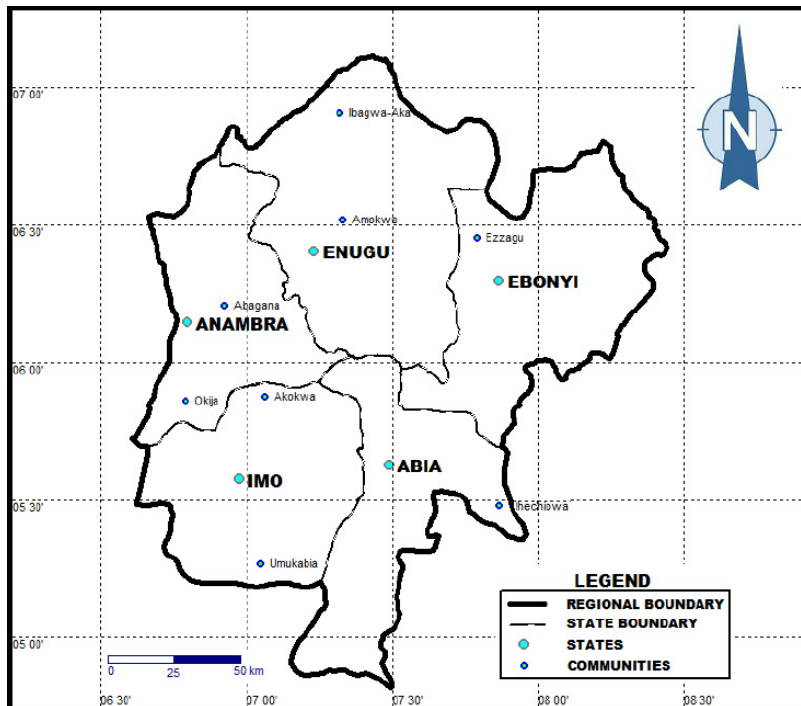 07 00'
Ibagwa-Aka
N
06 30'
Amokwa
Ezzagu
ENUGU
EBONYI
Abagana
ANAMBRA
06 00'
Okija
Akokwa
ABIA
IMO
05 30'
Ihechiowa
Umukabia
LEGEND
REGIONAL BOUNDARY
STATE BOUNDARY
STATES
COMMUNITIES
05 00'
0 25 50 km
06 30' 07 00' 07 30' 08 00' 08 30'